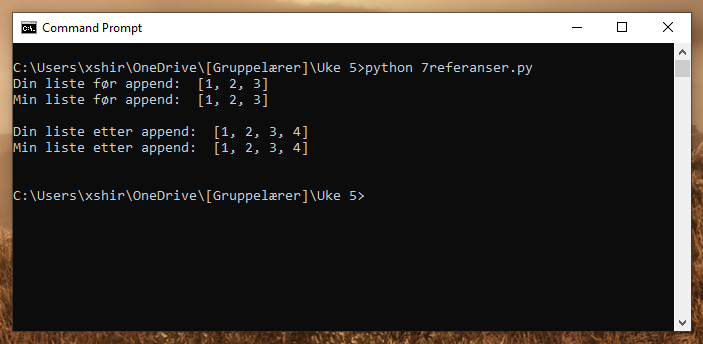 Command Prompt
C:\Users\xshir\OneDrive\[Gruppelærer]\Uke 5>python 7referanser.py
Din liste før append:  [1, 2, 3]
Min liste før append:  [1, 2, 3]
Din liste etter append:  [1, 2, 3, 4]
Min liste etter append:  [1, 2, 3, 4]
C:\Users\xshir\OneDrive\[Gruppelærer]\Uke 5>